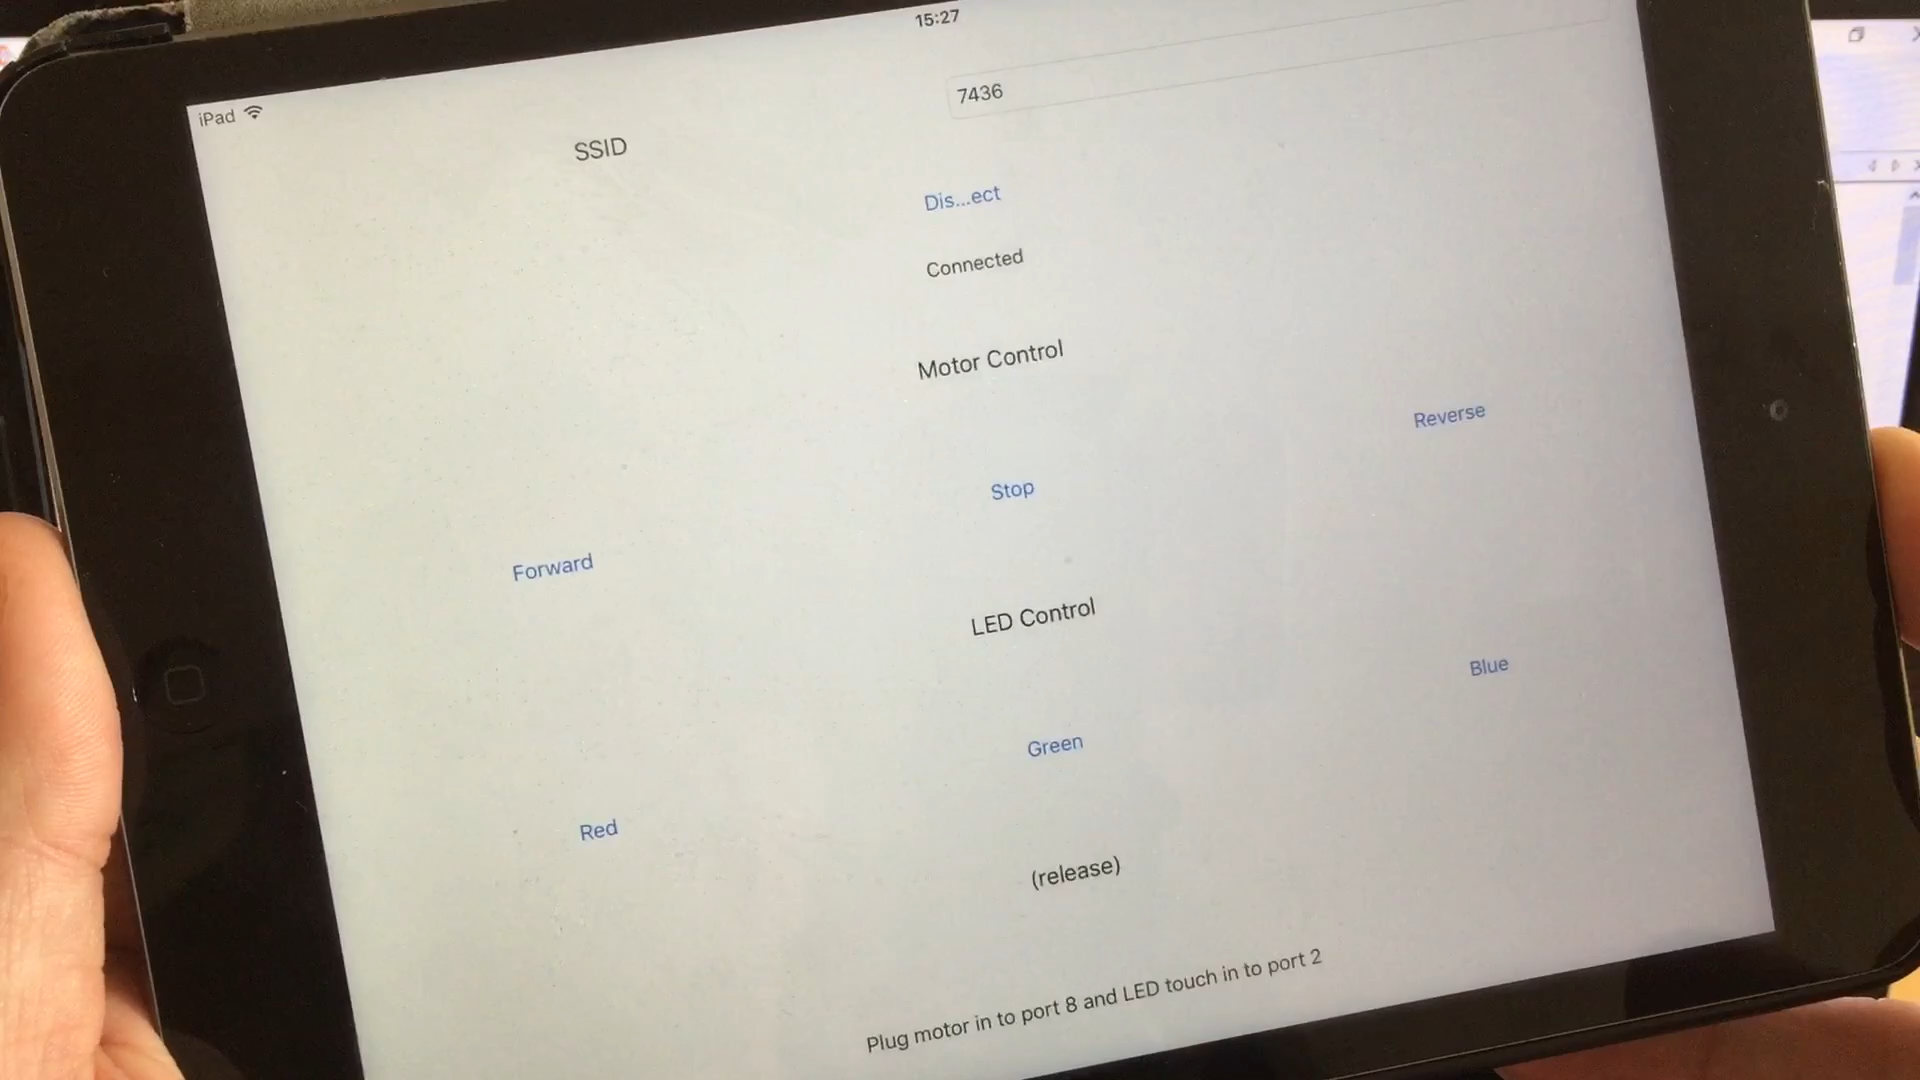 15:27
iPad
SSID
7436
Dis...ect
Connected
Motor Control
Forward
Stop
Reverse
LED Control
Red
Green
Blue
(release)
Plug motor in to port 8 and LED touch in to port 2